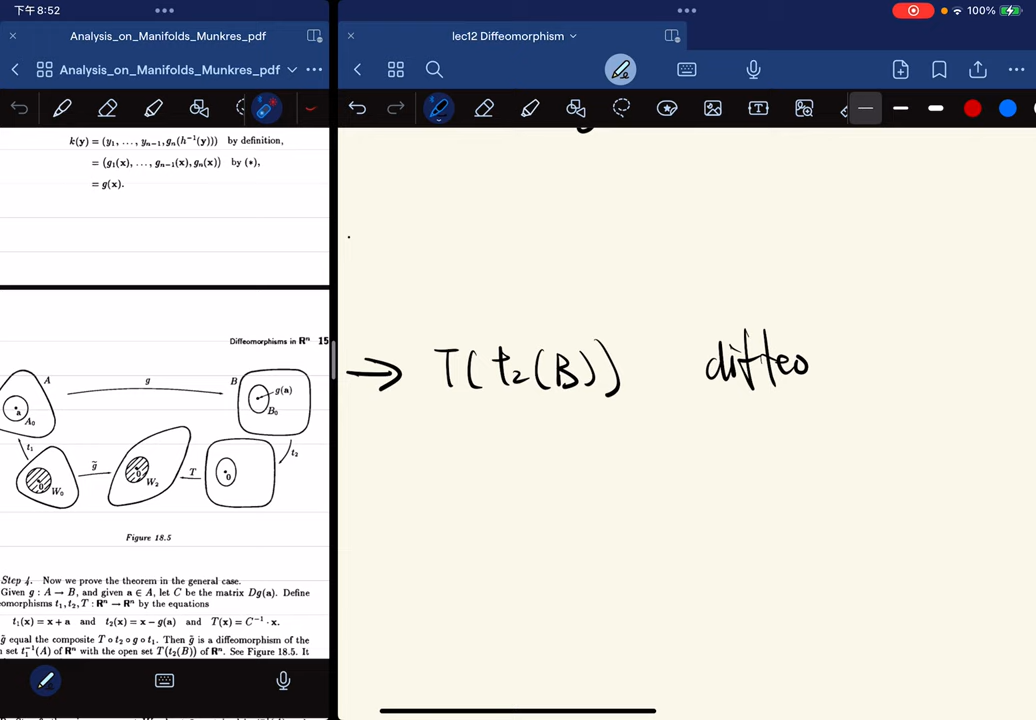 下午8:52
100%
Analysis_on_Manifolds_Munkres_pdf
lec12 Diffeomorphism
Analysis_on_Manifolds_Munkres_pdf
k(y) = (y₁, . . . , yₙ₋₁, gₙ(h⁻¹(y))) by definition,
= (g₁(x), . . . , gₙ₋₁(x), gₙ(x)) by (*),
= g(x).
→ T(t₂(B)) diffeo
Diffeomorphisms in Rⁿ 15
A g B
a g(a)
A₀ B₀
t₁ t₂
g̃ T
0 W₀ 0 W₂ 0
Figure 18.5
Step 4. Now we prove the theorem in the general case.
Given g : A → B, and given a ∈ A, let C be the matrix Dg(a). Define
eomorphisms t₁, t₂, T : Rⁿ → Rⁿ by the equations
t₁(x) = x + a and t₂(x) = x − g(a) and T(x) = C⁻¹ · x.
g̃ equal the composite T ∘ t₂ ∘ g ∘ t₁. Then g̃ is a diffeomorphism of the
n set t₁⁻¹(A) of Rⁿ with the open set T(t₂(B)) of Rⁿ. See Figure 18.5. It